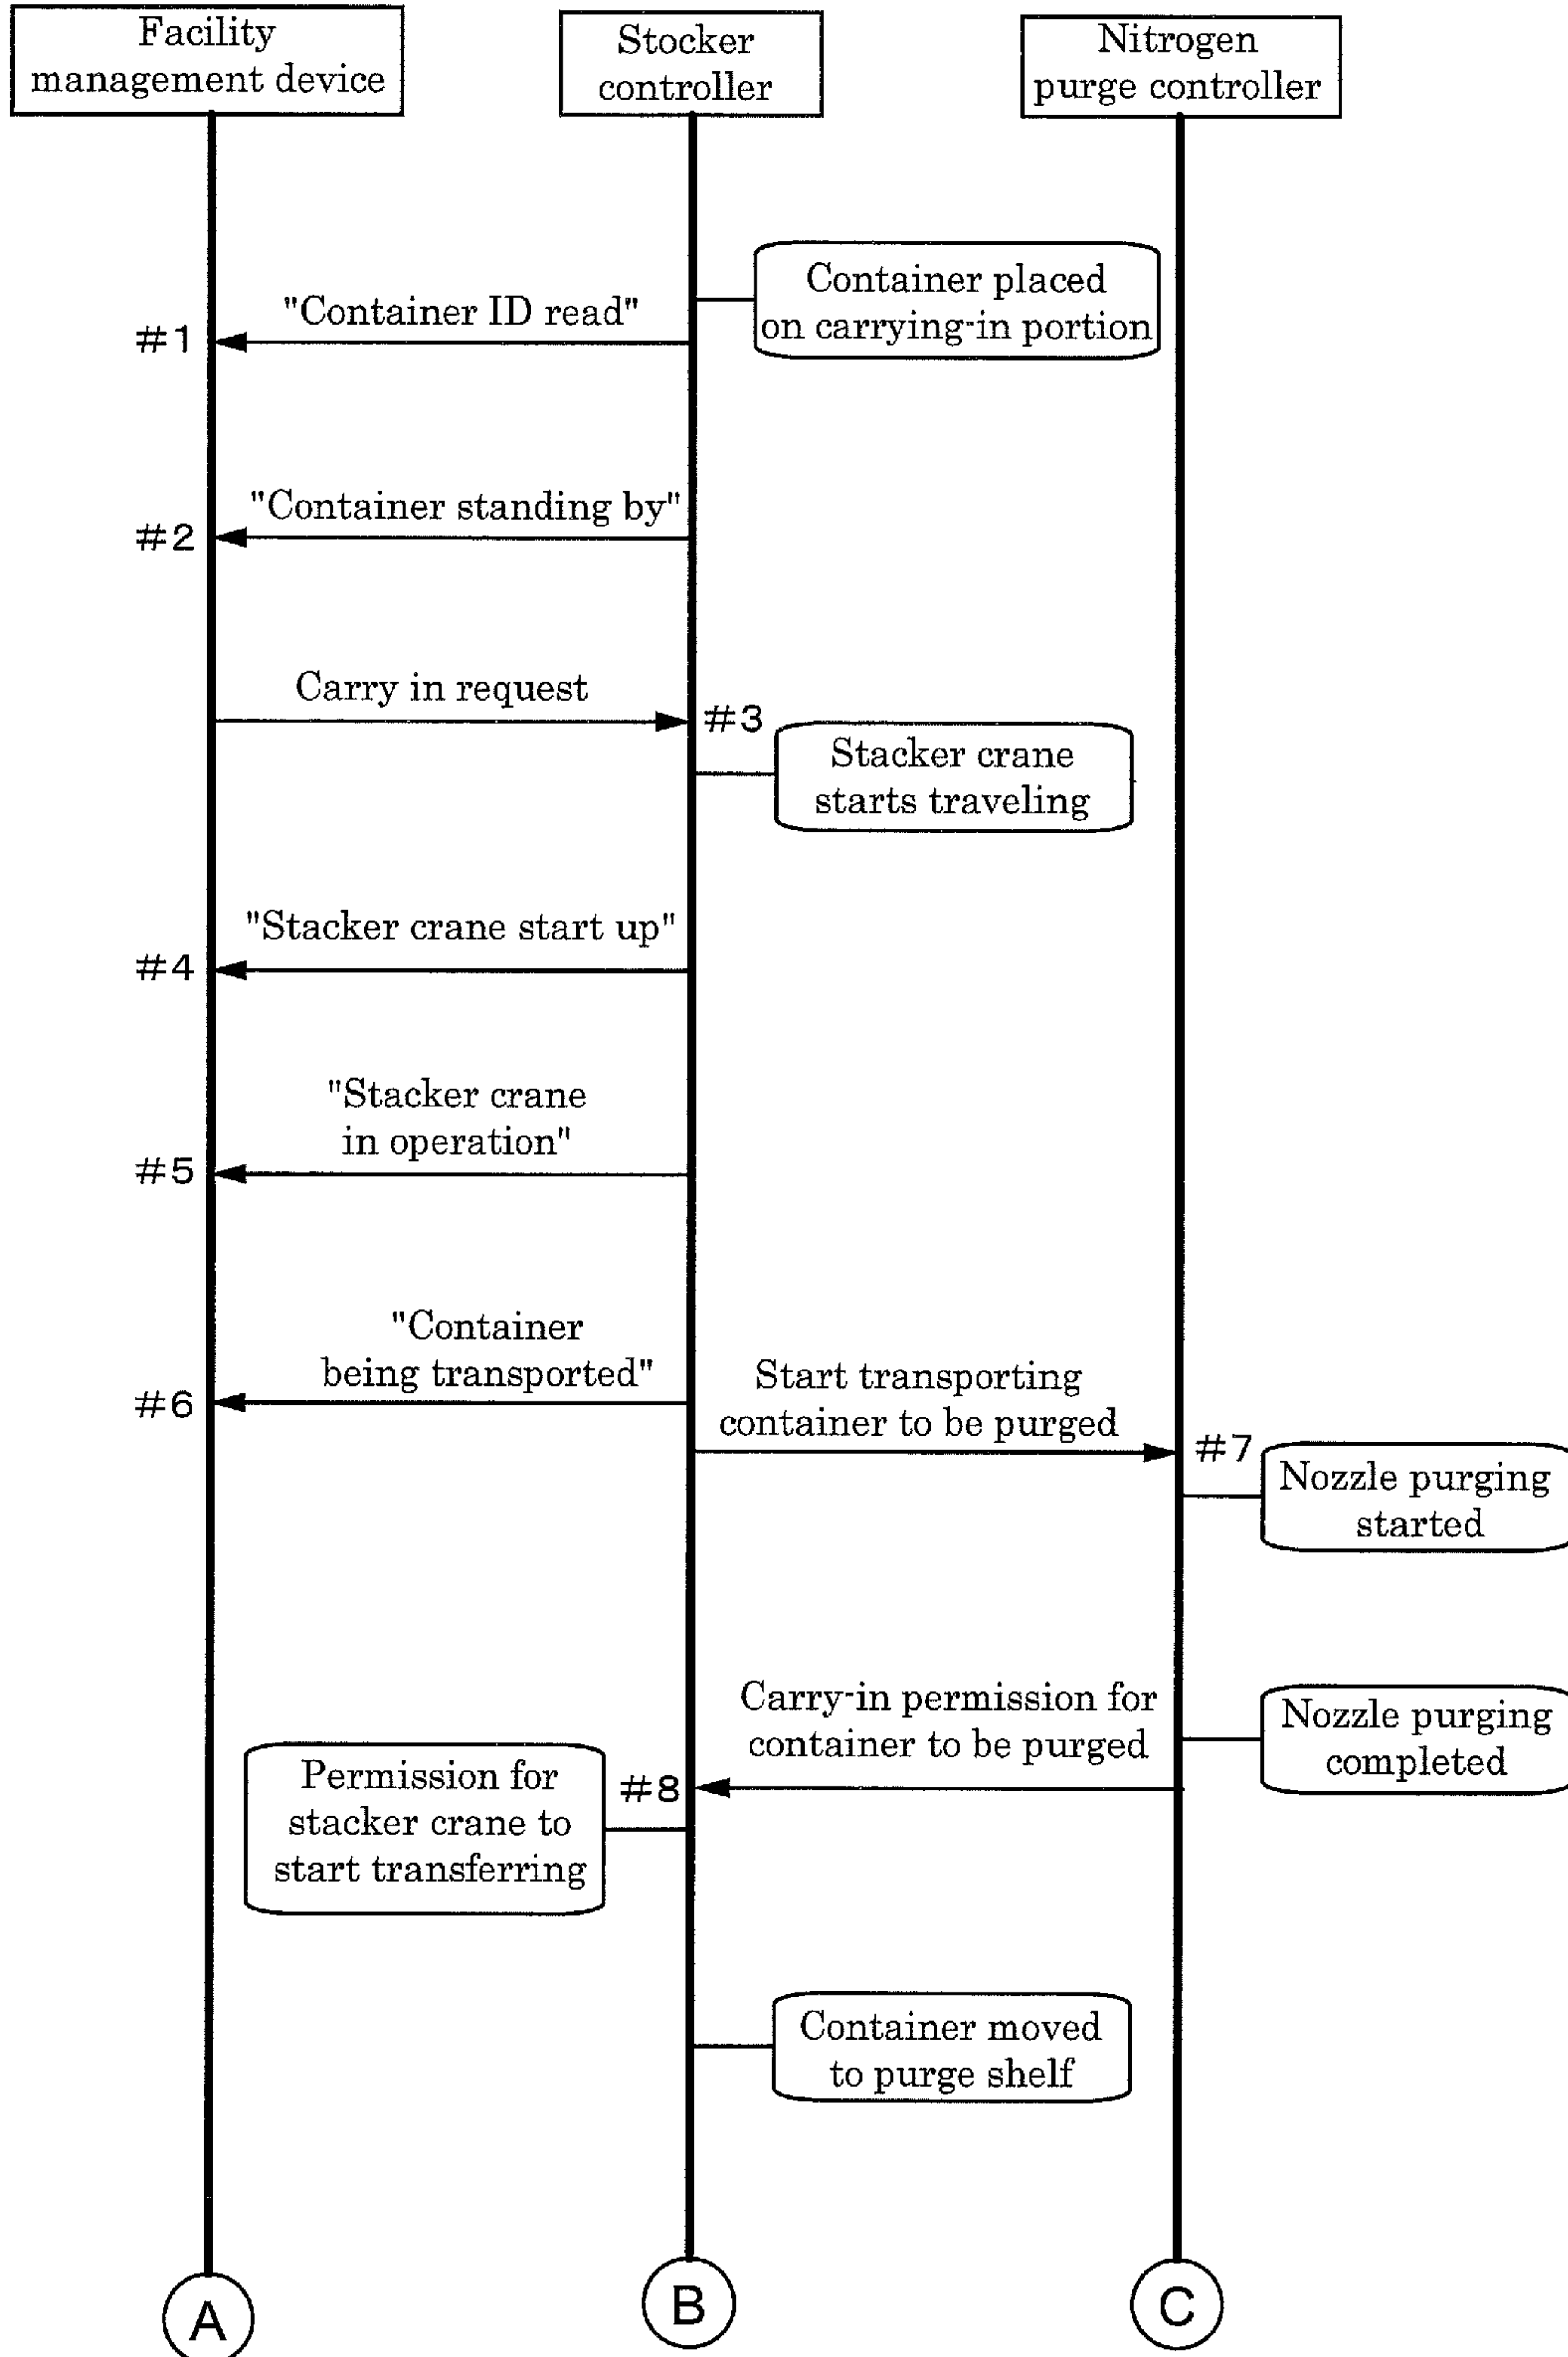 Facility
management device
Stocker
controller
Nitrogen
purge controller
Container placed
on carrying-in portion
"Container ID read"
#1
"Container standing by"
#2
Carry in request
#3
Stacker crane
starts traveling
"Stacker crane start up"
#4
"Stacker crane
in operation"
#5
"Container
being transported"
#6
Start transporting
container to be purged
#7
Nozzle purging
started
Carry-in permission for
container to be purged
Nozzle purging
completed
#8
Permission for
stacker crane to
start transferring
Container moved
to purge shelf
A
B
C